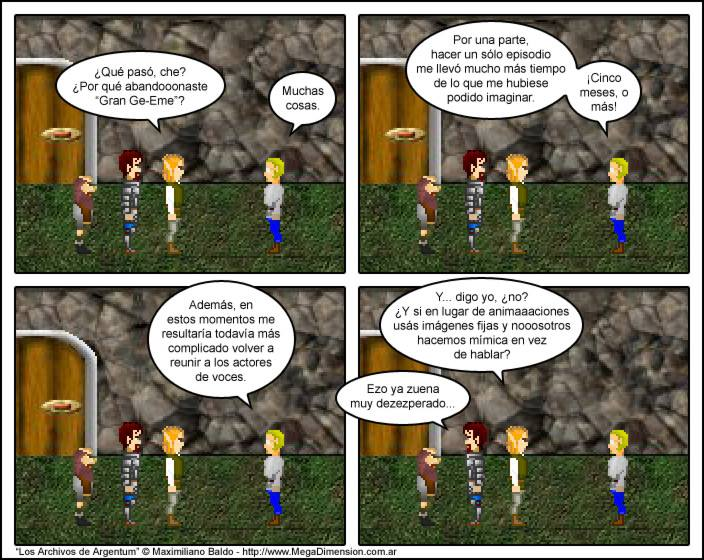 ¿Qué pasó, che?
¿Por qué abandooonaste
“Gran Ge-Eme”?
Muchas
cosas.
Por una parte,
hacer un sólo episodio
me llevó mucho más tiempo
de lo que me hubiese
podido imaginar.
¡Cinco
meses, o
más!
Además, en
estos momentos me
resultaría todavía más
complicado volver a
reunir a los actores
de voces.
Y... digo yo, ¿no?
¿Y si en lugar de animaaaciones
usás imágenes fijas y nooosotros
hacemos mímica en vez
de hablar?
Ezo ya zuena
muy dezezperado...
“Los Archivos de Argentum” © Maximiliano Baldo - http://www.MegaDimension.com.ar